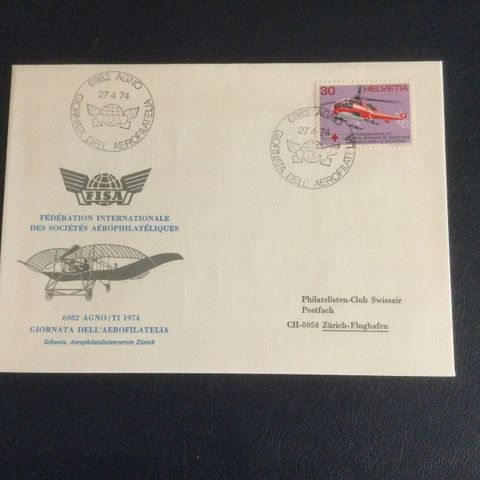 6982 AGNO
27.4.74
FISA
GIORNATA DELL' AEROFILATELIA
30 HELVETIA
6982 AGNO
27.4.74
FISA
GIORNATA DELL' AEROFILATELIA
FISA
FÉDÉRATION INTERNATIONALE
DES SOCIÉTÉS AÉROPHILATÉLIQUES
6982 AGNO/TI 1974
GIORNATA DELL'AEROFILATELIA
Schweiz. Aerophilatelistenverein Zürich
Philatelisten-Club Swissair
Postfach
CH-8058 Zürich-Flughafen